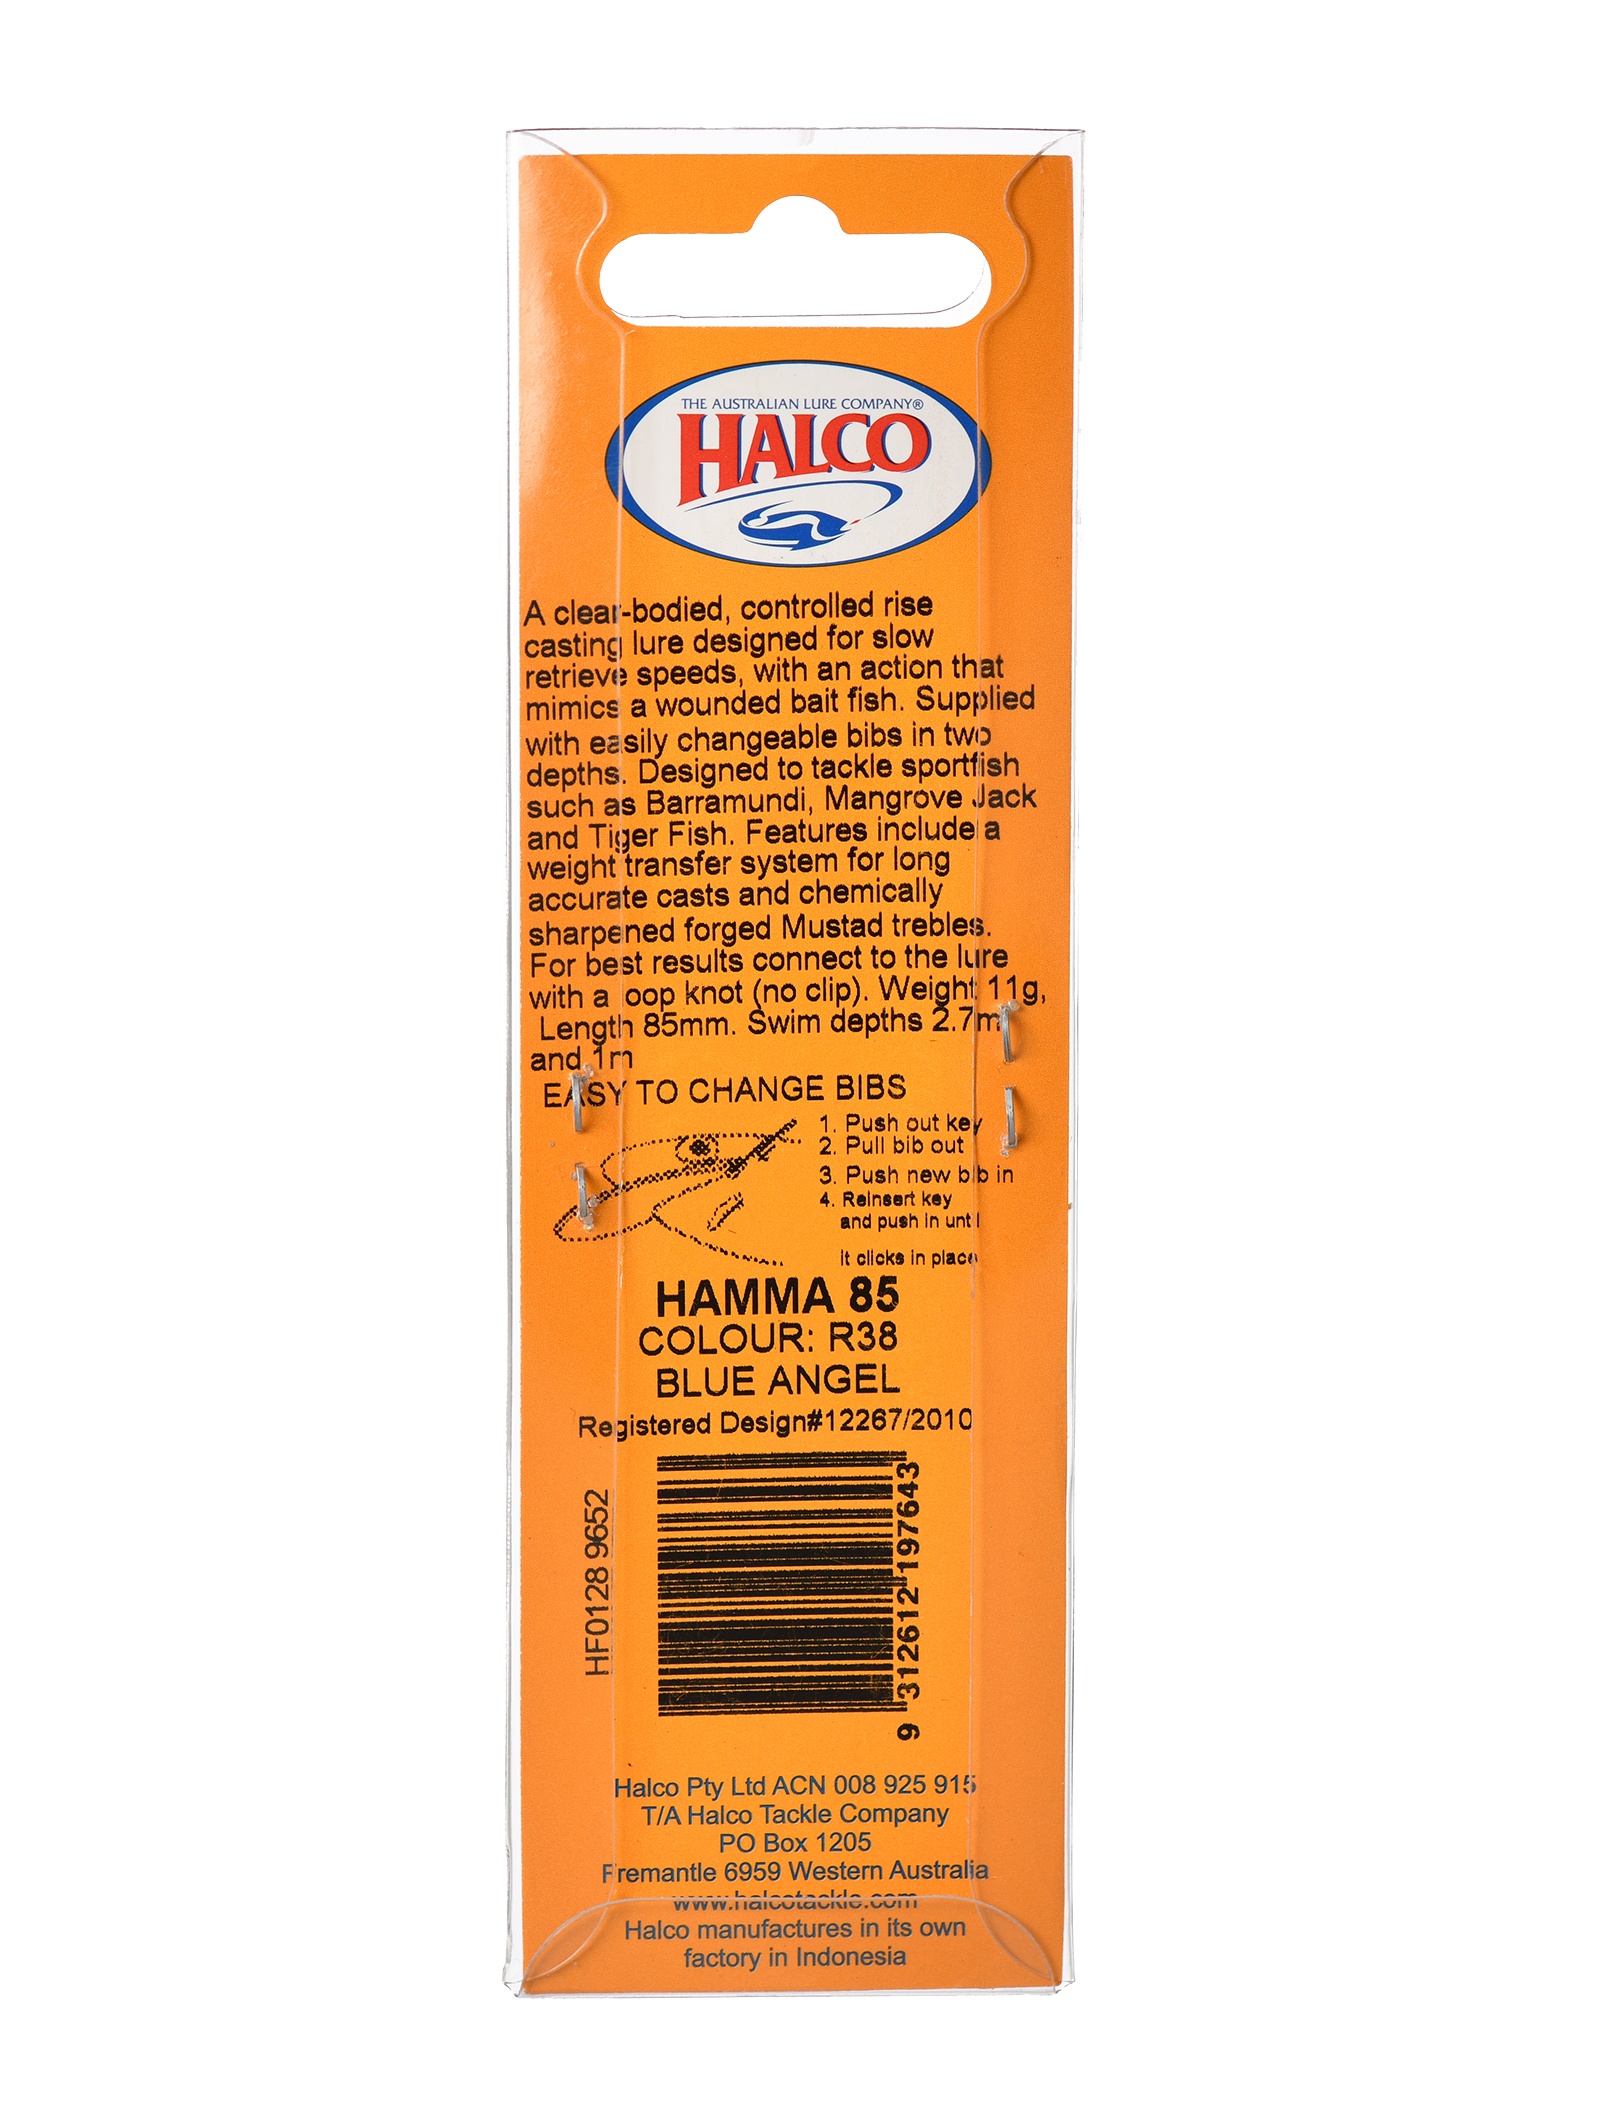 THE AUSTRALIAN LURE COMPANY®
HALCO
A clear-bodied, controlled rise
casting lure designed for slow
retrieve speeds, with an action that
mimics a wounded bait fish. Supplied
with easily changeable bibs in two
depths. Designed to tackle sportfish
such as Barramundi, Mangrove Jack
and Tiger Fish. Features include a
weight transfer system for long
accurate casts and chemically
sharpened forged Mustad trebles.
For best results connect to the lure
with a loop knot (no clip). Weight 11g,
Length 85mm. Swim depths 2.7m
and 1m
EASY TO CHANGE BIBS
1. Push out key
2. Pull bib out
3. Push new bib in
4. Reinsert key
and push in until
it clicks in place
HAMMA 85
COLOUR: R38
BLUE ANGEL
Registered Design#12267/2010
HF0128 9652
9 312612 197643
Halco Pty Ltd ACN 008 925 915
T/A Halco Tackle Company
PO Box 1205
Fremantle 6959 Western Australia
www.halcotackle.com
Halco manufactures in its own
factory in Indonesia